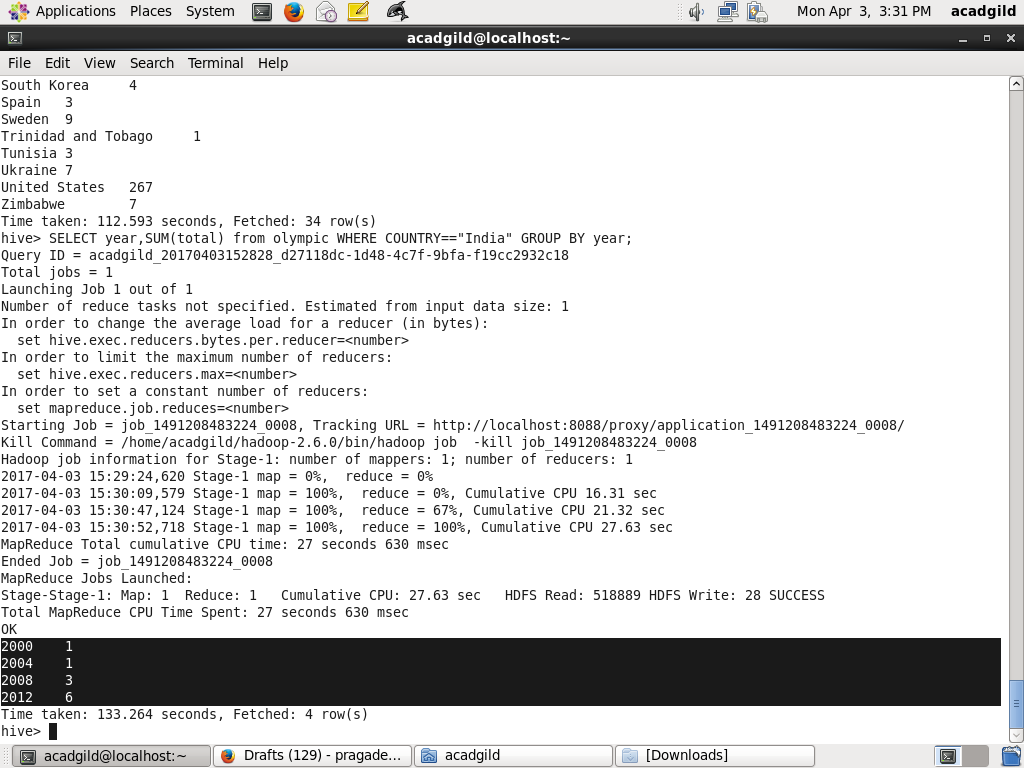 Applications Places System Mon Apr 3, 3:31 PM acadgild
acadgild@localhost:~
File Edit View Search Terminal Help
South Korea 4
Spain 3
Sweden 9
Trinidad and Tobago 1
Tunisia 3
Ukraine 7
United States 267
Zimbabwe 7
Time taken: 112.593 seconds, Fetched: 34 row(s)
hive> SELECT year,SUM(total) from olympic WHERE COUNTRY=="India" GROUP BY year;
Query ID = acadgild_20170403152828_d27118dc-1d48-4c7f-9bfa-f19cc2932c18
Total jobs = 1
Launching Job 1 out of 1
Number of reduce tasks not specified. Estimated from input data size: 1
In order to change the average load for a reducer (in bytes):
  set hive.exec.reducers.bytes.per.reducer=<number>
In order to limit the maximum number of reducers:
  set hive.exec.reducers.max=<number>
In order to set a constant number of reducers:
  set mapreduce.job.reduces=<number>
Starting Job = job_1491208483224_0008, Tracking URL = http://localhost:8088/proxy/application_1491208483224_0008/
Kill Command = /home/acadgild/hadoop-2.6.0/bin/hadoop job  -kill job_1491208483224_0008
Hadoop job information for Stage-1: number of mappers: 1; number of reducers: 1
2017-04-03 15:29:24,620 Stage-1 map = 0%,  reduce = 0%
2017-04-03 15:30:09,579 Stage-1 map = 100%,  reduce = 0%, Cumulative CPU 16.31 sec
2017-04-03 15:30:47,124 Stage-1 map = 100%,  reduce = 67%, Cumulative CPU 21.32 sec
2017-04-03 15:30:52,718 Stage-1 map = 100%,  reduce = 100%, Cumulative CPU 27.63 sec
MapReduce Total cumulative CPU time: 27 seconds 630 msec
Ended Job = job_1491208483224_0008
MapReduce Jobs Launched:
Stage-Stage-1: Map: 1  Reduce: 1   Cumulative CPU: 27.63 sec   HDFS Read: 518889 HDFS Write: 28 SUCCESS
Total MapReduce CPU Time Spent: 27 seconds 630 msec
OK
2000 1
2004 1
2008 3
2012 6
Time taken: 133.264 seconds, Fetched: 4 row(s)
hive>
acadgild@localhost:~ Drafts (129) - pragade... acadgild [Downloads]